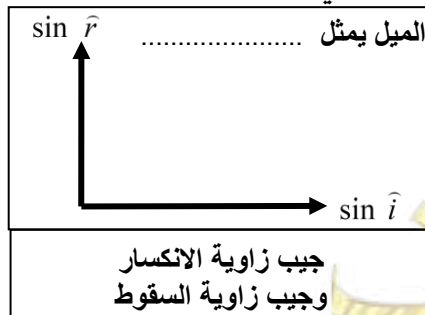 الميل يمثل .....................
sin r̂
sin î
جيب زاوية الانكسار
وجيب زاوية السقوط